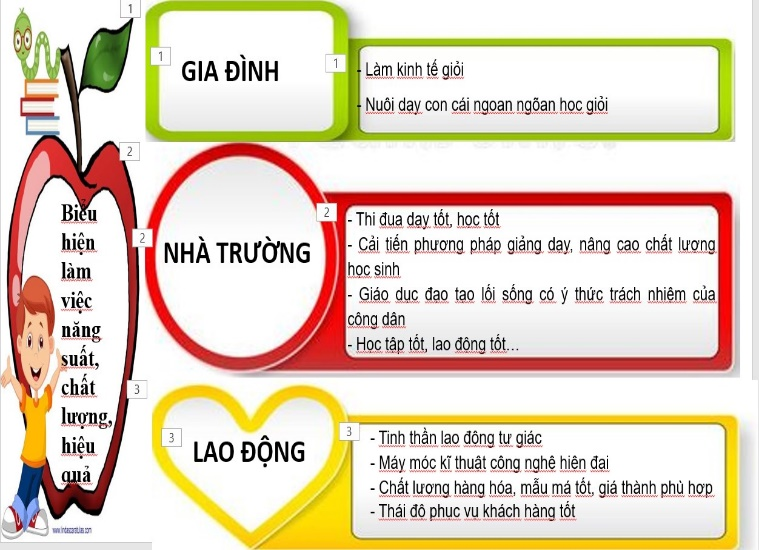 Biểu
hiện
làm
việc
năng
suất,
chất
lượng,
hiệu
quả
1
2
3
1
GIA ĐÌNH
1
- Làm kinh tế giỏi
- Nuôi dạy con cái ngoan ngõan học giỏi
2
NHÀ TRƯỜNG
2
- Thi đua dạy tốt, học tốt
- Cải tiến phương pháp giảng dạy, nâng cao chất lượng
học sinh
- Giáo dục đao tạo lối sống có ý thức trách nhiệm của
công dân
- Học tập tốt, lao động tốt…
3
LAO ĐỘNG
3
- Tinh thần lao động tự giác
- Máy móc kĩ thuật công nghệ hiện đại
- Chất lượng hàng hóa, mẫu mả tốt, giá thành phù hợp
- Thái độ phục vụ khách hàng tốt